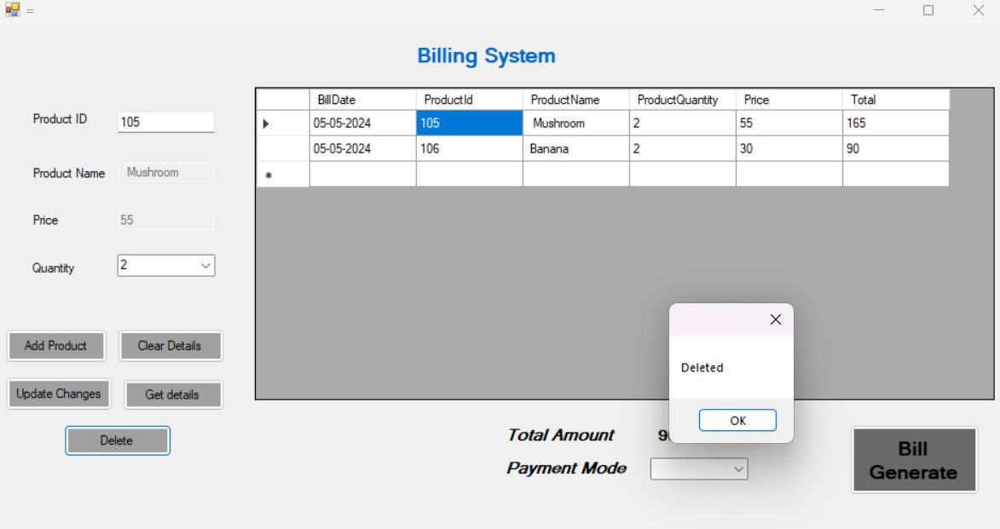 =
Billing System
Product ID 105
Product Name Mushroom
Price 55
Quantity 2
Add Product Clear Details
Update Changes Get details
Delete
BillDate ProductId ProductName ProductQuantity Price Total
05-05-2024 105 Mushroom 2 55 165
05-05-2024 106 Banana 2 30 90
Deleted
OK
Total Amount
Payment Mode
Bill
Generate